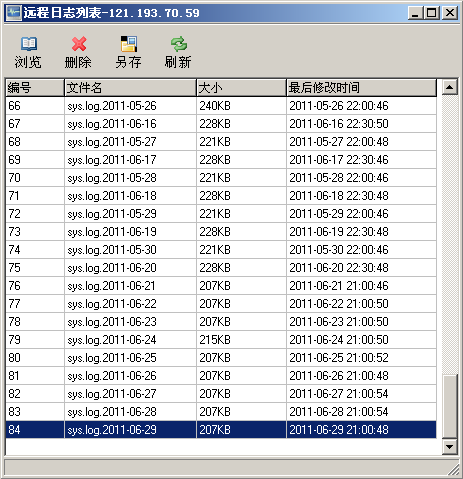 远程日志列表-121.193.70.59
浏览 删除 另存 刷新
编号 文件名 大小 最后修改时间
66 sys.log.2011-05-26 240KB 2011-05-26 22:00:46
67 sys.log.2011-06-16 228KB 2011-06-16 22:30:50
68 sys.log.2011-05-27 221KB 2011-05-27 22:00:48
69 sys.log.2011-06-17 228KB 2011-06-17 22:30:46
70 sys.log.2011-05-28 221KB 2011-05-28 22:00:46
71 sys.log.2011-06-18 228KB 2011-06-18 22:30:48
72 sys.log.2011-05-29 221KB 2011-05-29 22:00:46
73 sys.log.2011-06-19 228KB 2011-06-19 22:30:48
74 sys.log.2011-05-30 221KB 2011-05-30 22:00:46
75 sys.log.2011-06-20 228KB 2011-06-20 22:30:48
76 sys.log.2011-06-21 207KB 2011-06-21 21:00:46
77 sys.log.2011-06-22 207KB 2011-06-22 21:00:50
78 sys.log.2011-06-23 207KB 2011-06-23 21:00:50
79 sys.log.2011-06-24 215KB 2011-06-24 21:00:50
80 sys.log.2011-06-25 207KB 2011-06-25 21:00:52
81 sys.log.2011-06-26 207KB 2011-06-26 21:00:48
82 sys.log.2011-06-27 207KB 2011-06-27 21:00:54
83 sys.log.2011-06-28 207KB 2011-06-28 21:00:54
84 sys.log.2011-06-29 207KB 2011-06-29 21:00:48